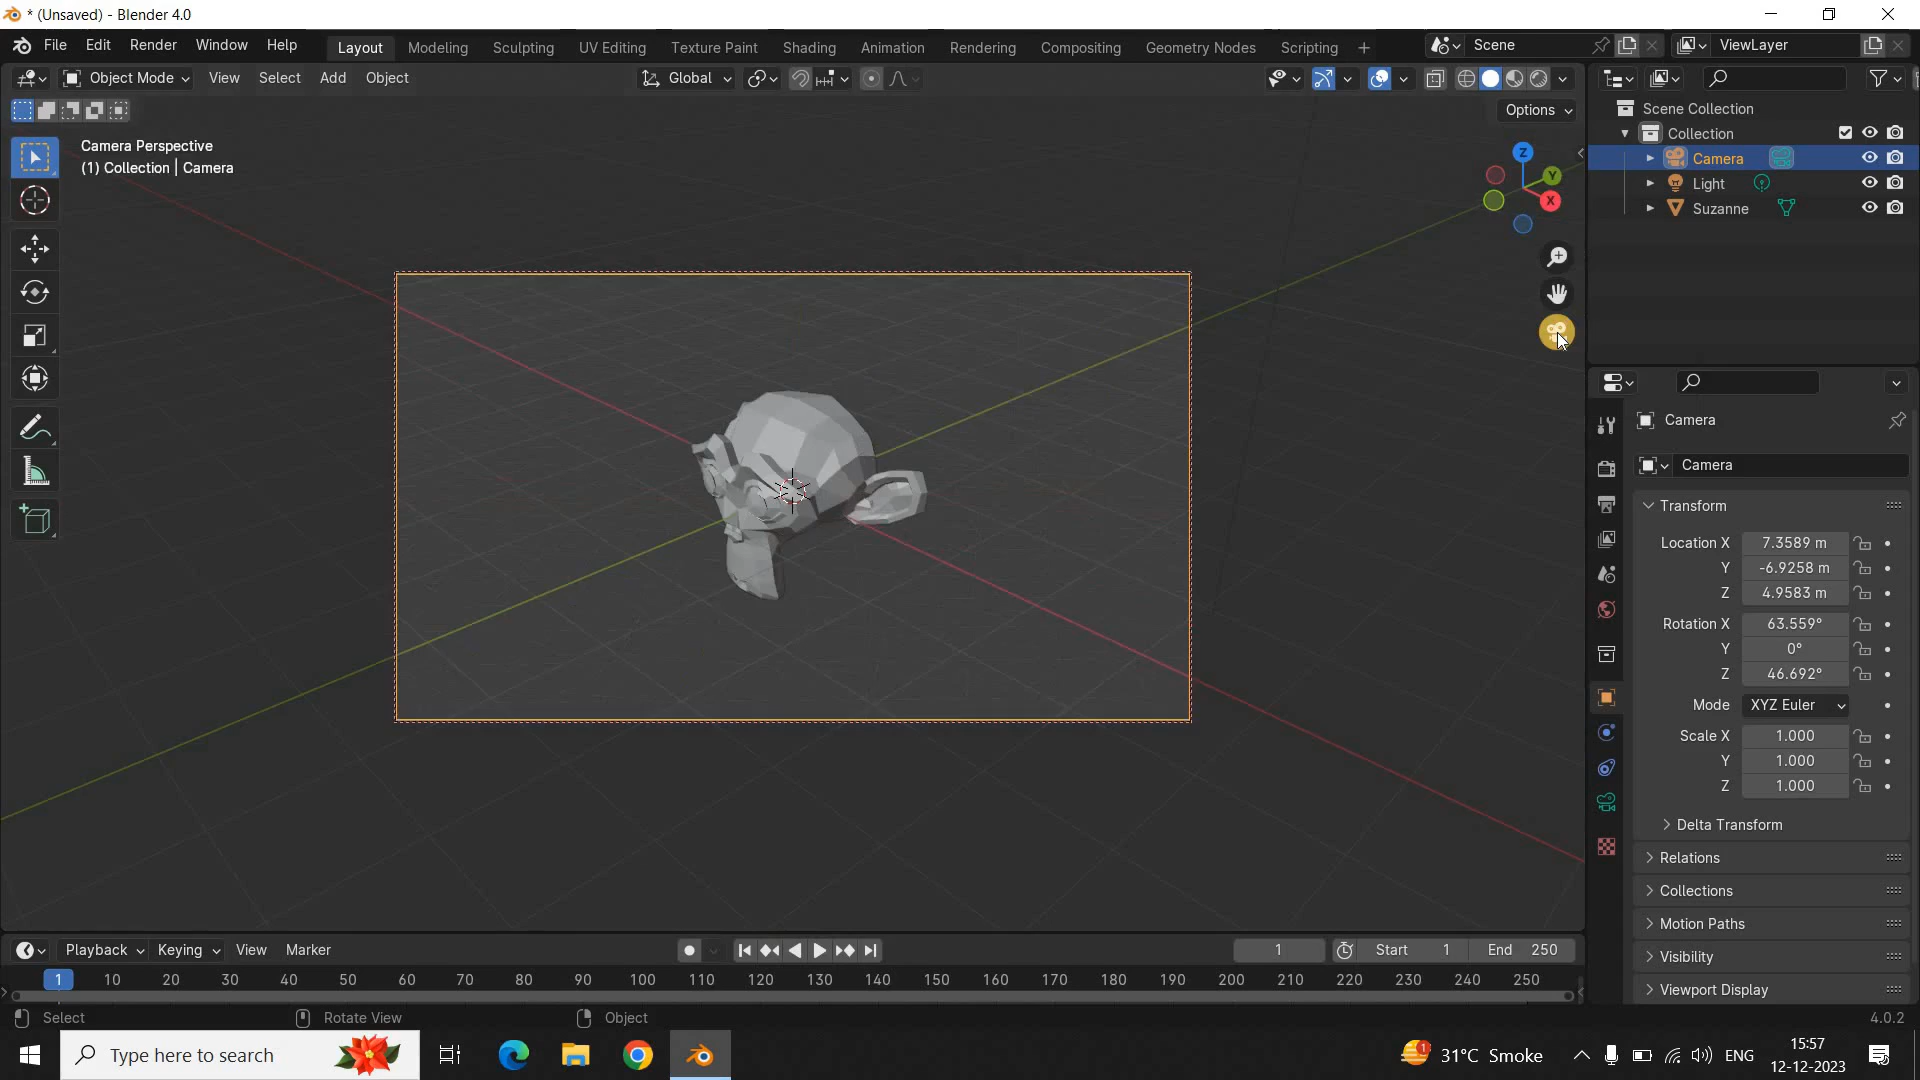 * (Unsaved) - Blender 4.0
File Edit Render Window Help Layout Modeling Sculpting UV Editing Texture Paint Shading Animation Rendering Compositing Geometry Nodes Scripting + Scene ViewLayer
Object Mode View Select Add Object Global
Options
Camera Perspective
(1) Collection | Camera
Z
Y
X
Scene Collection
Collection
Camera
Light
Suzanne
Camera
Camera
Transform
Location X 7.3589 m
Y -6.9258 m
Z 4.9583 m
Rotation X 63.559°
Y 0°
Z 46.692°
Mode XYZ Euler
Scale X 1.000
Y 1.000
Z 1.000
Delta Transform
Relations
Collections
Motion Paths
Visibility
Viewport Display
Playback Keying View Marker 1 Start 1 End 250
1 10 20 30 40 50 60 70 80 90 100 110 120 130 140 150 160 170 180 190 200 210 220 230 240 250
Select Rotate View Object 4.0.2
Type here to search
1 31°C Smoke ENG
15:57
12-12-2023